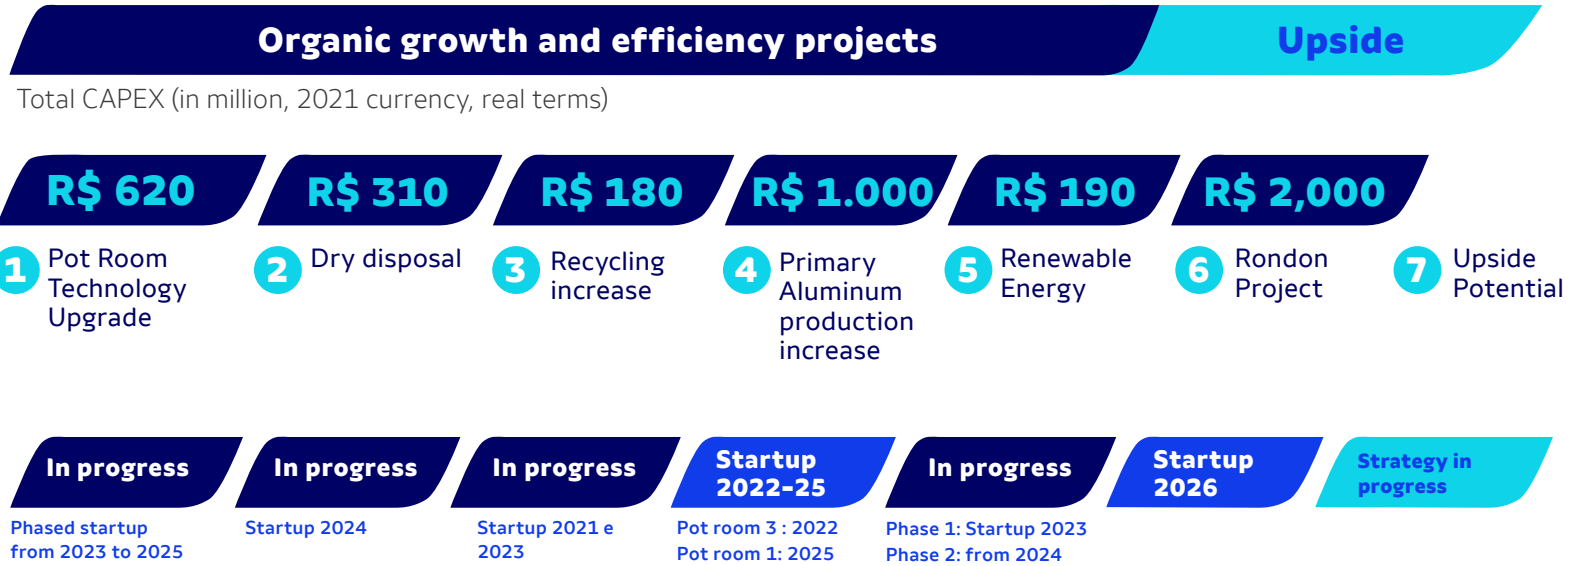 Organic growth and efficiency projects
Upside
Total CAPEX (in million, 2021 currency, real terms)
R$ 620
R$ 310
R$ 180
R$ 1.000
R$ 190
R$ 2,000
1
Pot Room
Technology
Upgrade
2
Dry disposal
3
Recycling
increase
4
Primary
Aluminum
production
increase
5
Renewable
Energy
6
Rondon
Project
7
Upside
Potential
In progress
Phased startup
from 2023 to 2025
In progress
Startup 2024
In progress
Startup 2021 e
2023
Startup
2022-25
Pot room 3 : 2022
Pot room 1: 2025
In progress
Phase 1: Startup 2023
Phase 2: from 2024
Startup
2026
Strategy in
progress